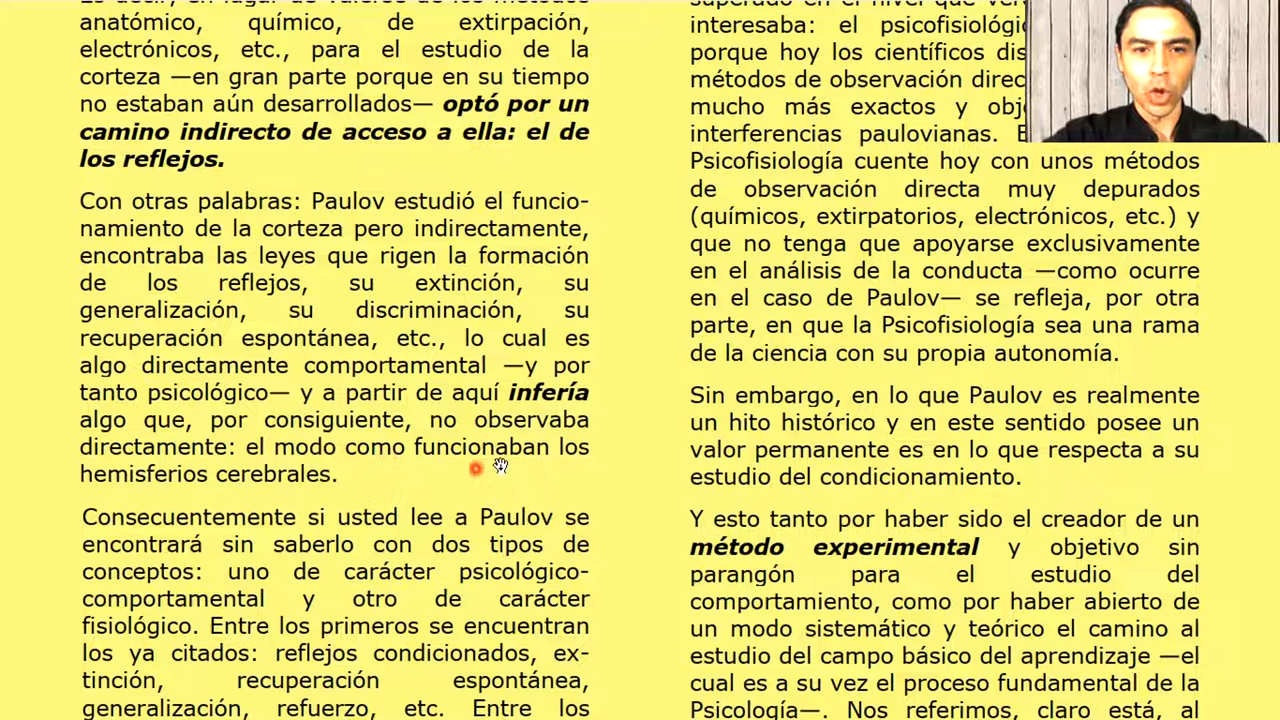 anatómico, químico, de extirpación,
electrónicos, etc., para el estudio de la
corteza —en gran parte porque en su tiempo
no estaban aún desarrollados— optó por un
camino indirecto de acceso a ella: el de
los reflejos.
Con otras palabras: Paulov estudió el funcio-
namiento de la corteza pero indirectamente,
encontraba las leyes que rigen la formación
de los reflejos, su extinción, su
generalización, su discriminación, su
recuperación espontánea, etc., lo cual es
algo directamente comportamental —y por
tanto psicológico— y a partir de aquí infería
algo que, por consiguiente, no observaba
directamente: el modo como funcionaban los
hemisferios cerebrales.
Consecuentemente si usted lee a Paulov se
encontrará sin saberlo con dos tipos de
conceptos: uno de carácter psicológico-
comportamental y otro de carácter
fisiológico. Entre los primeros se encuentran
los ya citados: reflejos condicionados, ex-
tinción, recuperación espontánea,
generalización, refuerzo, etc. Entre los
interesaba: el
porque hoy los científicos
métodos de observación
mucho más exactos y
interferencias paulovianas.
Psicofisiología cuente hoy con unos métodos
de observación directa muy depurados
(químicos, extirpatorios, electrónicos, etc.) y
que no tenga que apoyarse exclusivamente
en el análisis de la conducta —como ocurre
en el caso de Paulov— se refleja, por otra
parte, en que la Psicofisiología sea una rama
de la ciencia con su propia autonomía.
Sin embargo, en lo que Paulov es realmente
un hito histórico y en este sentido posee un
valor permanente es en lo que respecta a su
estudio del condicionamiento.
Y esto tanto por haber sido el creador de un
método experimental y objetivo sin
parangón para el estudio del
comportamiento, como por haber abierto de
un modo sistemático y teórico el camino al
estudio del campo básico del aprendizaje —el
cual es a su vez el proceso fundamental de la
Psicología—. Nos referimos, claro está, al